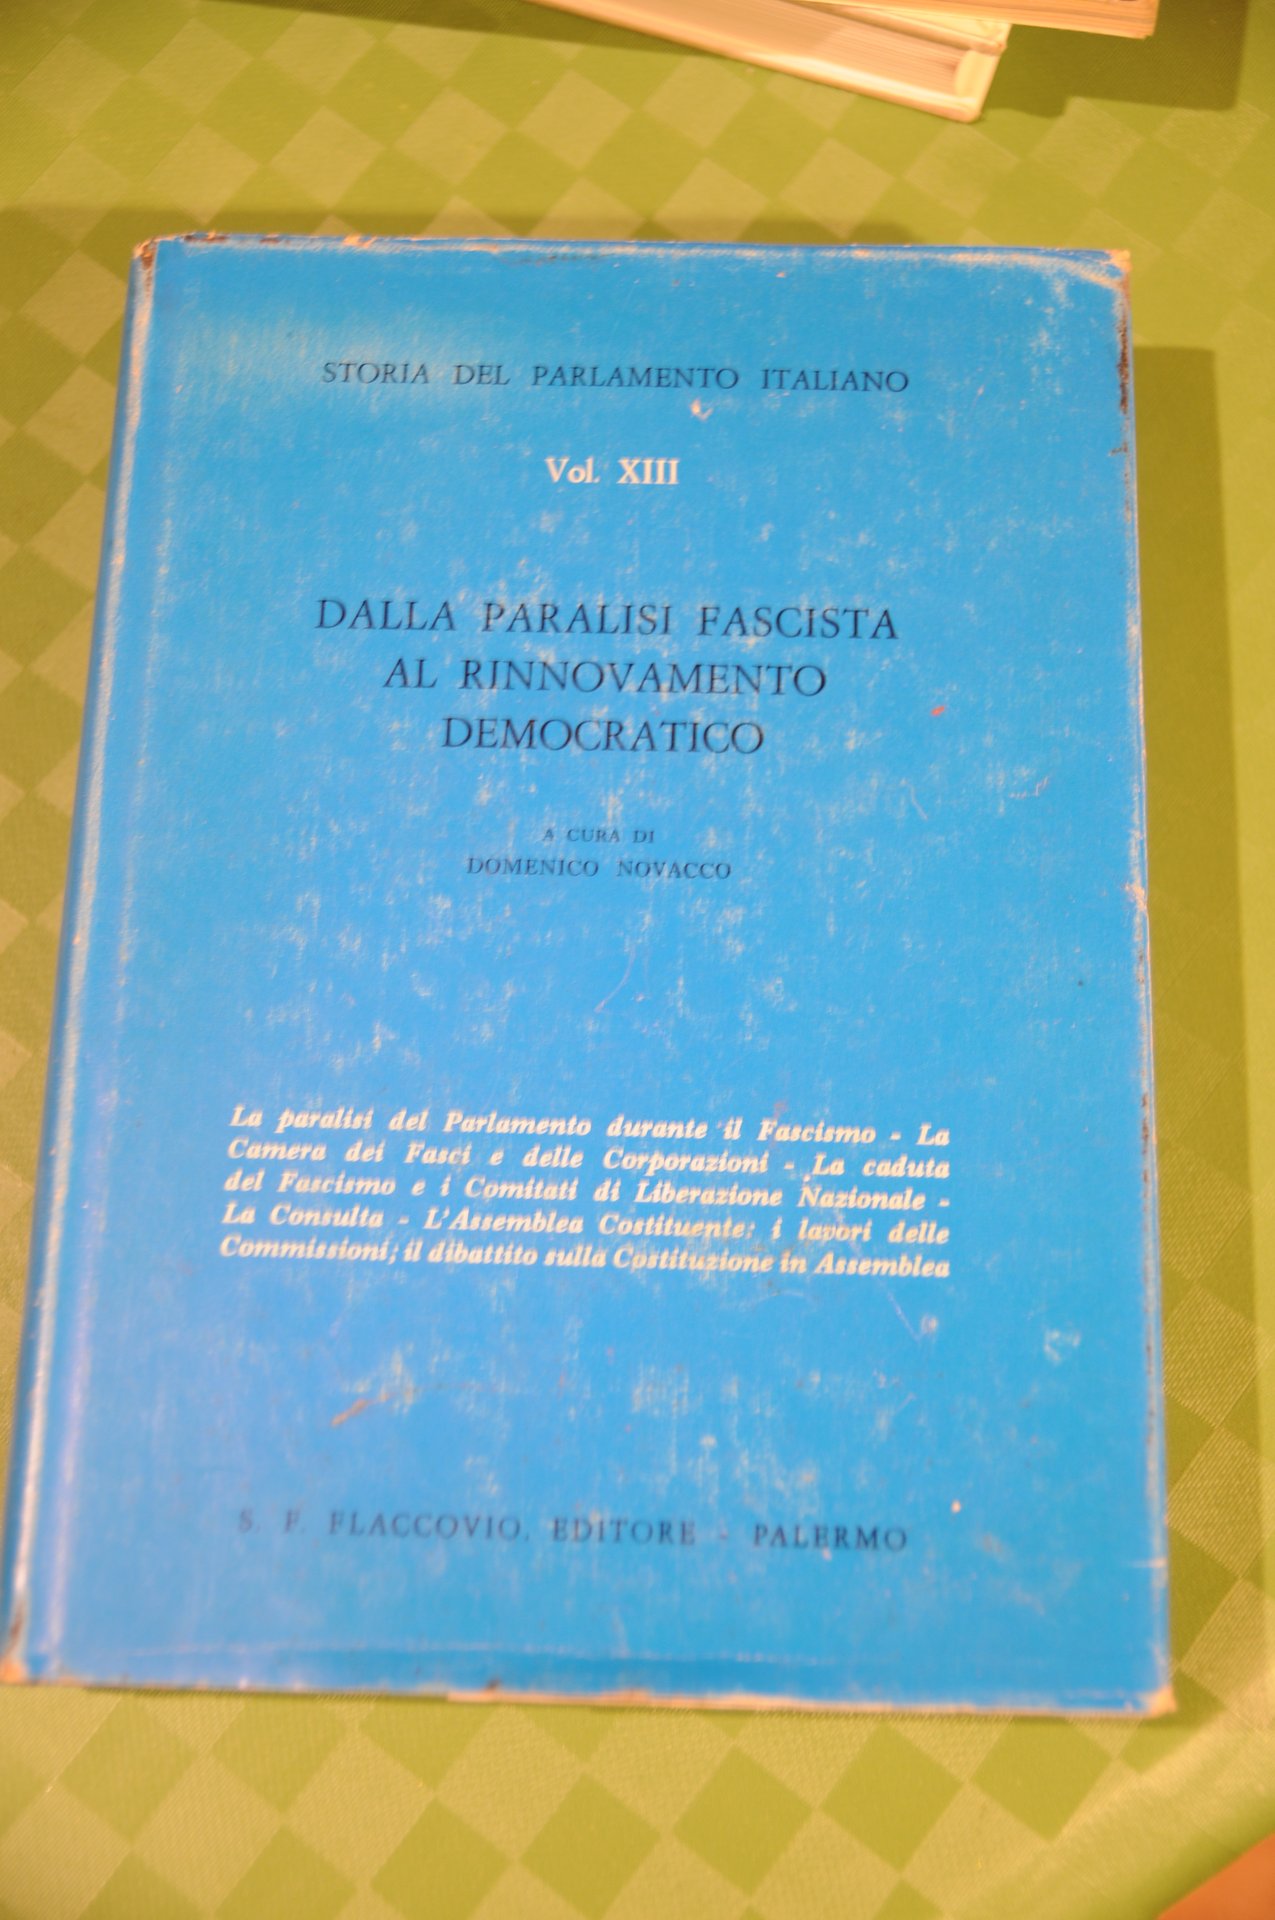 STORIA DEL PARLAMENTO ITALIANO
Vol. XIII
DALLA PARALISI FASCISTA
AL RINNOVAMENTO
DEMOCRATICO
A CURA DI
DOMENICO NOVACCO
La paralisi del Parlamento durante il Fascismo - La
Camera dei Fasci e delle Corporazioni - La caduta
del Fascismo e i Comitati di Liberazione Nazionale -
La Consulta - L'Assemblea Costituente: i lavori delle
Commissioni; il dibattito sulla Costituzione in Assemblea
S. F. FLACCOVIO, EDITORE - PALERMO